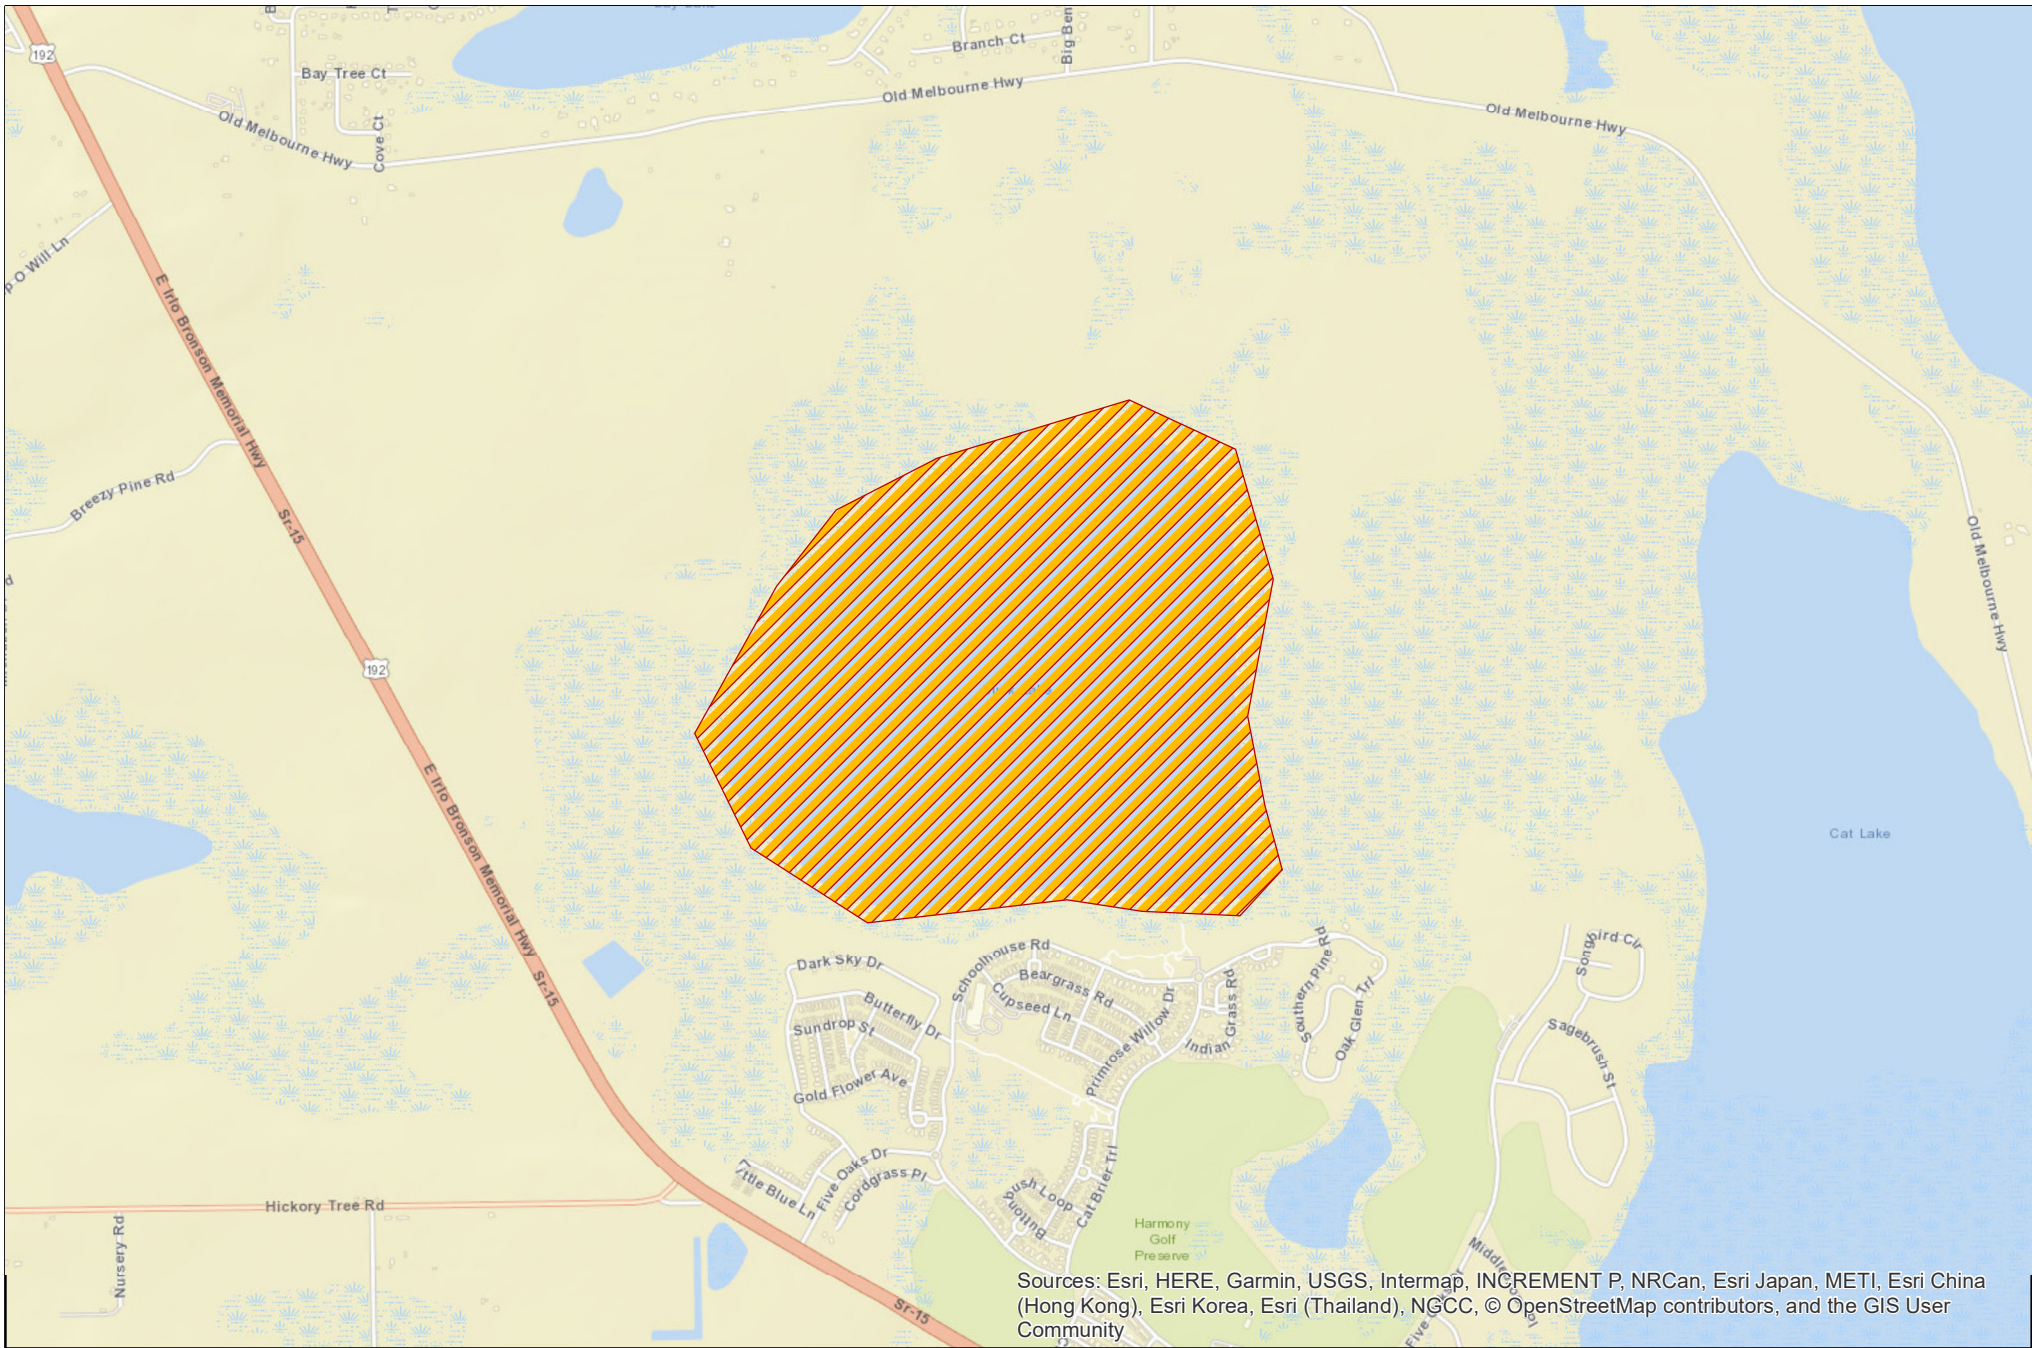 192
Bay Tree Ct
Cove Ct
Old Melbourne Hwy
Branch Ct
Big Ben
Old Melbourne Hwy
Old Melbourne Hwy
p O Will Ln
E Irlo Bronson Memorial Hwy
Sr-15
Breezy Pine Rd
192
Old Melbourne Hwy
E Irlo Bronson Memorial Hwy
Sr-15
Cat Lake
Dark Sky Dr
Schoolhouse Rd
Beargrass Rd
Cupseed Ln
Butterfly Dr
Sundrop St
Gold Flower Ave
Primrose Willow Dr
Indian Grass Rd
Southern Pine Rd
Oak Glen Trl
Songbird Cir
Sagebrush St
Little Blue Ln
Five Oaks Dr
Cordgrass Pl
Button
bush Loop
Cat Brier Trl
Hickory Tree Rd
Nursery Rd
Harmony
Golf
Preserve
Sr-15
Sources: Esri, HERE, Garmin, USGS, Intermap, INCREMENT P, NRCan, Esri Japan, METI, Esri China
(Hong Kong), Esri Korea, Esri (Thailand), NGCC, © OpenStreetMap contributors, and the GIS User
Community